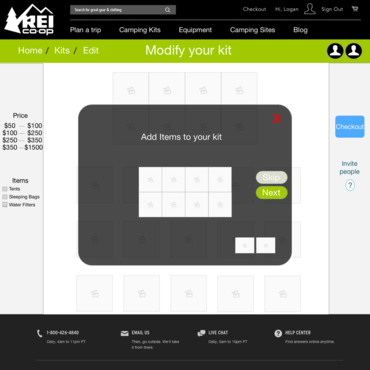 REI
CO-OP
Search for great gear & clothing
Checkout Hi, Logan Sign Out
Plan a trip Camping Kits Equipment Camping Sites Blog
Home / Kits / Edit Modify your kit
Price
$50 — $100
$100 — $250
$250 — $350
$350 —$1500
Items
Tents
Sleeping Bags
Water Filters
X
Add Items to your kit
Skip
Next
Checkout
Invite
people
?
1-800-426-4840
Daily, 4am to 11pm PT
EMAIL US
Then, go outside. We'll take
it from there.
LIVE CHAT
Daily, 5am to 10pm PT
HELP CENTER
Find answers online anytime.